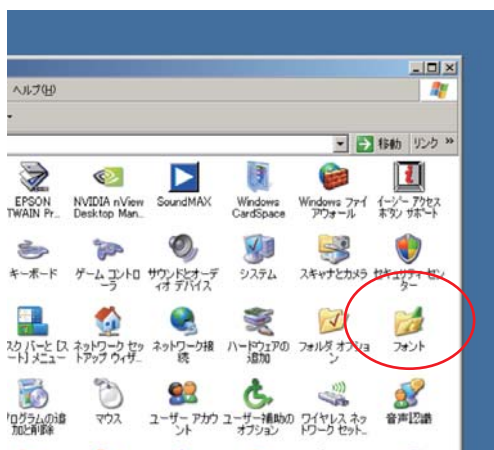 ヘルプ(H)
移動 リンク »
EPSON TWAIN Pr... NVIDIA nView Desktop Man... SoundMAX Windows CardSpace Windows ファイアウォール イージー アクセス ボタン サポート
キーボード ゲーム コントローラ サウンドとオーディオ デバイス システム スキャナとカメラ セキュリティ センター
スク バーと [スタート] メニュー ネットワーク セットアップ ウィザ... ネットワーク接続 ハードウェアの追加 フォルダ オプション フォント
プログラムの追加と削除 マウス ユーザー アカウント ユーザー補助のオプション ワイヤレス ネットワーク セット... 音声認識